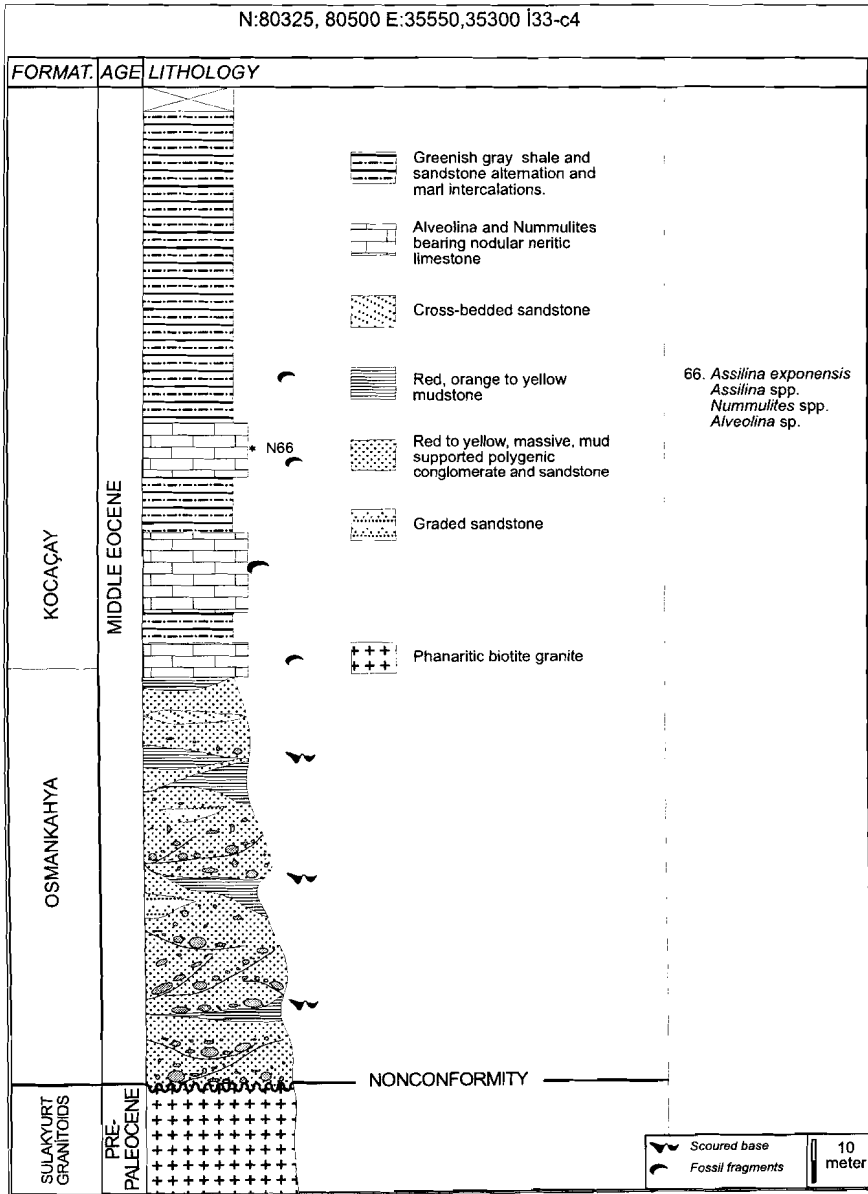 N:80325, 80500 E:35550,35300 İ33-c4
FORMAT. AGE LITHOLOGY
KOCAÇAY
OSMANKAHYA
SULAKYURT
GRANİTOİDS
MIDDLE EOCENE
PRE-
PALEOCENE
Greenish gray shale and
sandstone alternation and
marl intercalations.
Alveolina and Nummulites
bearing nodular neritic
limestone
Cross-bedded sandstone
Red, orange to yellow
mudstone
Red to yellow, massive, mud
supported polygenic
conglomerate and sandstone
Graded sandstone
Phanaritic biotite granite
* N66
66. Assilina exponensis
Assilina spp.
Nummulites spp.
Alveolina sp.
NONCONFORMITY
Scoured base
Fossil fragments
10
meter